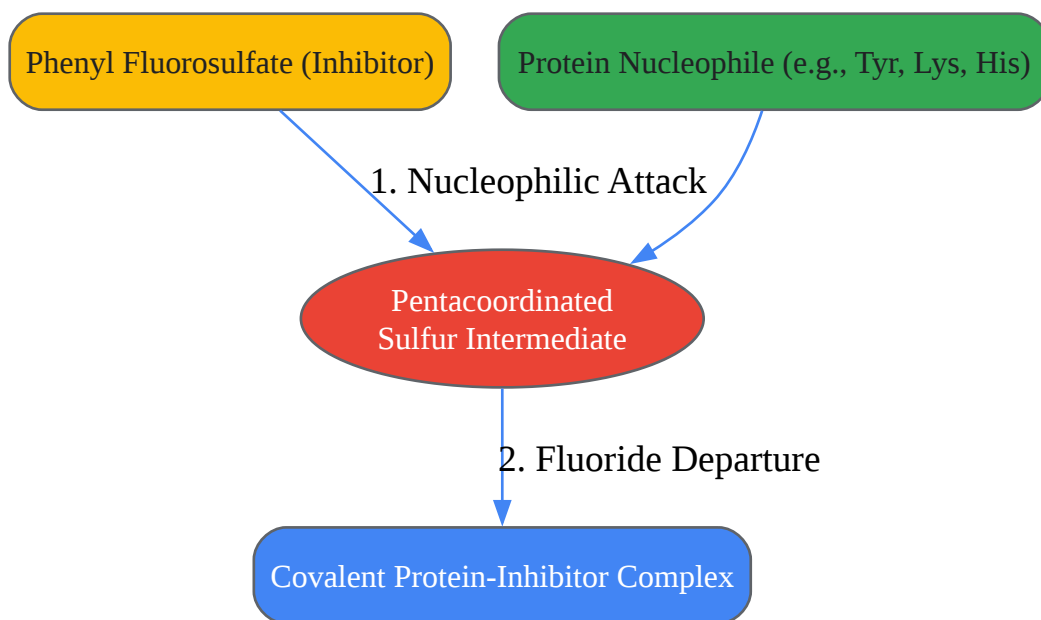 Phenyl Fluorosulfate (Inhibitor)
Protein Nucleophile (e.g., Tyr, Lys, His)
1. Nucleophilic Attack
Pentacoordinated
Sulfur Intermediate
2. Fluoride Departure
Covalent Protein-Inhibitor Complex